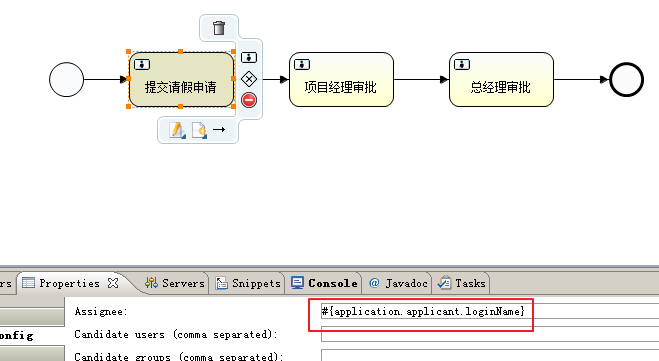 提交请假申请
项目经理审批
总经理审批
rs
Properties
Servers
Snippets
Console
@ Javadoc
Tasks
Assignee:
#{application.applicant.loginName}
onfig
Candidate users (comma separated):
Candidate groups (comma separated):